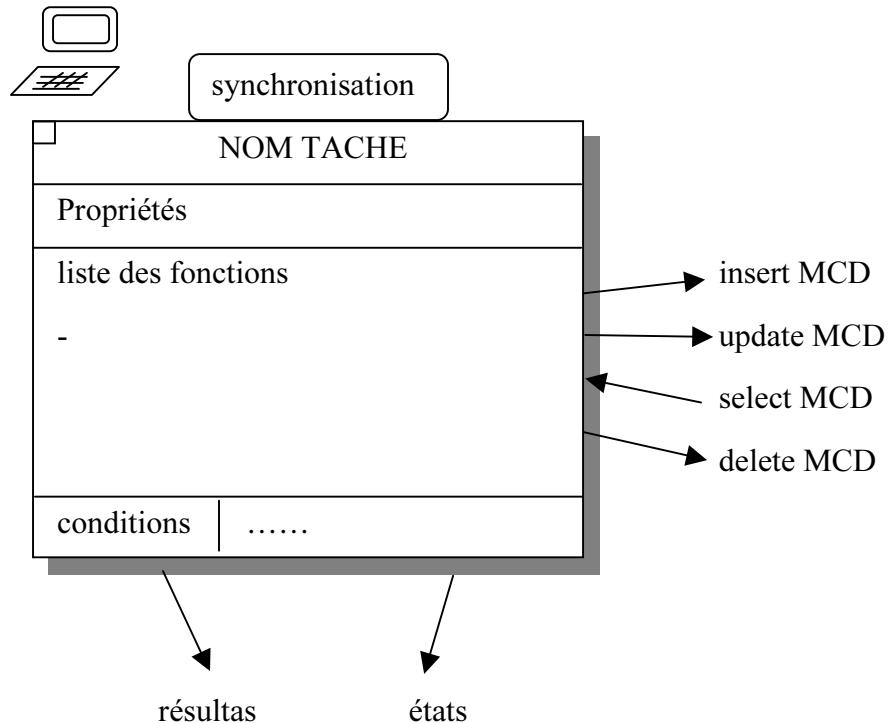 synchronisation
NOM TACHE
Propriétés
liste des fonctions
insert MCD
-
update MCD
select MCD
delete MCD
conditions
……
résultas
états